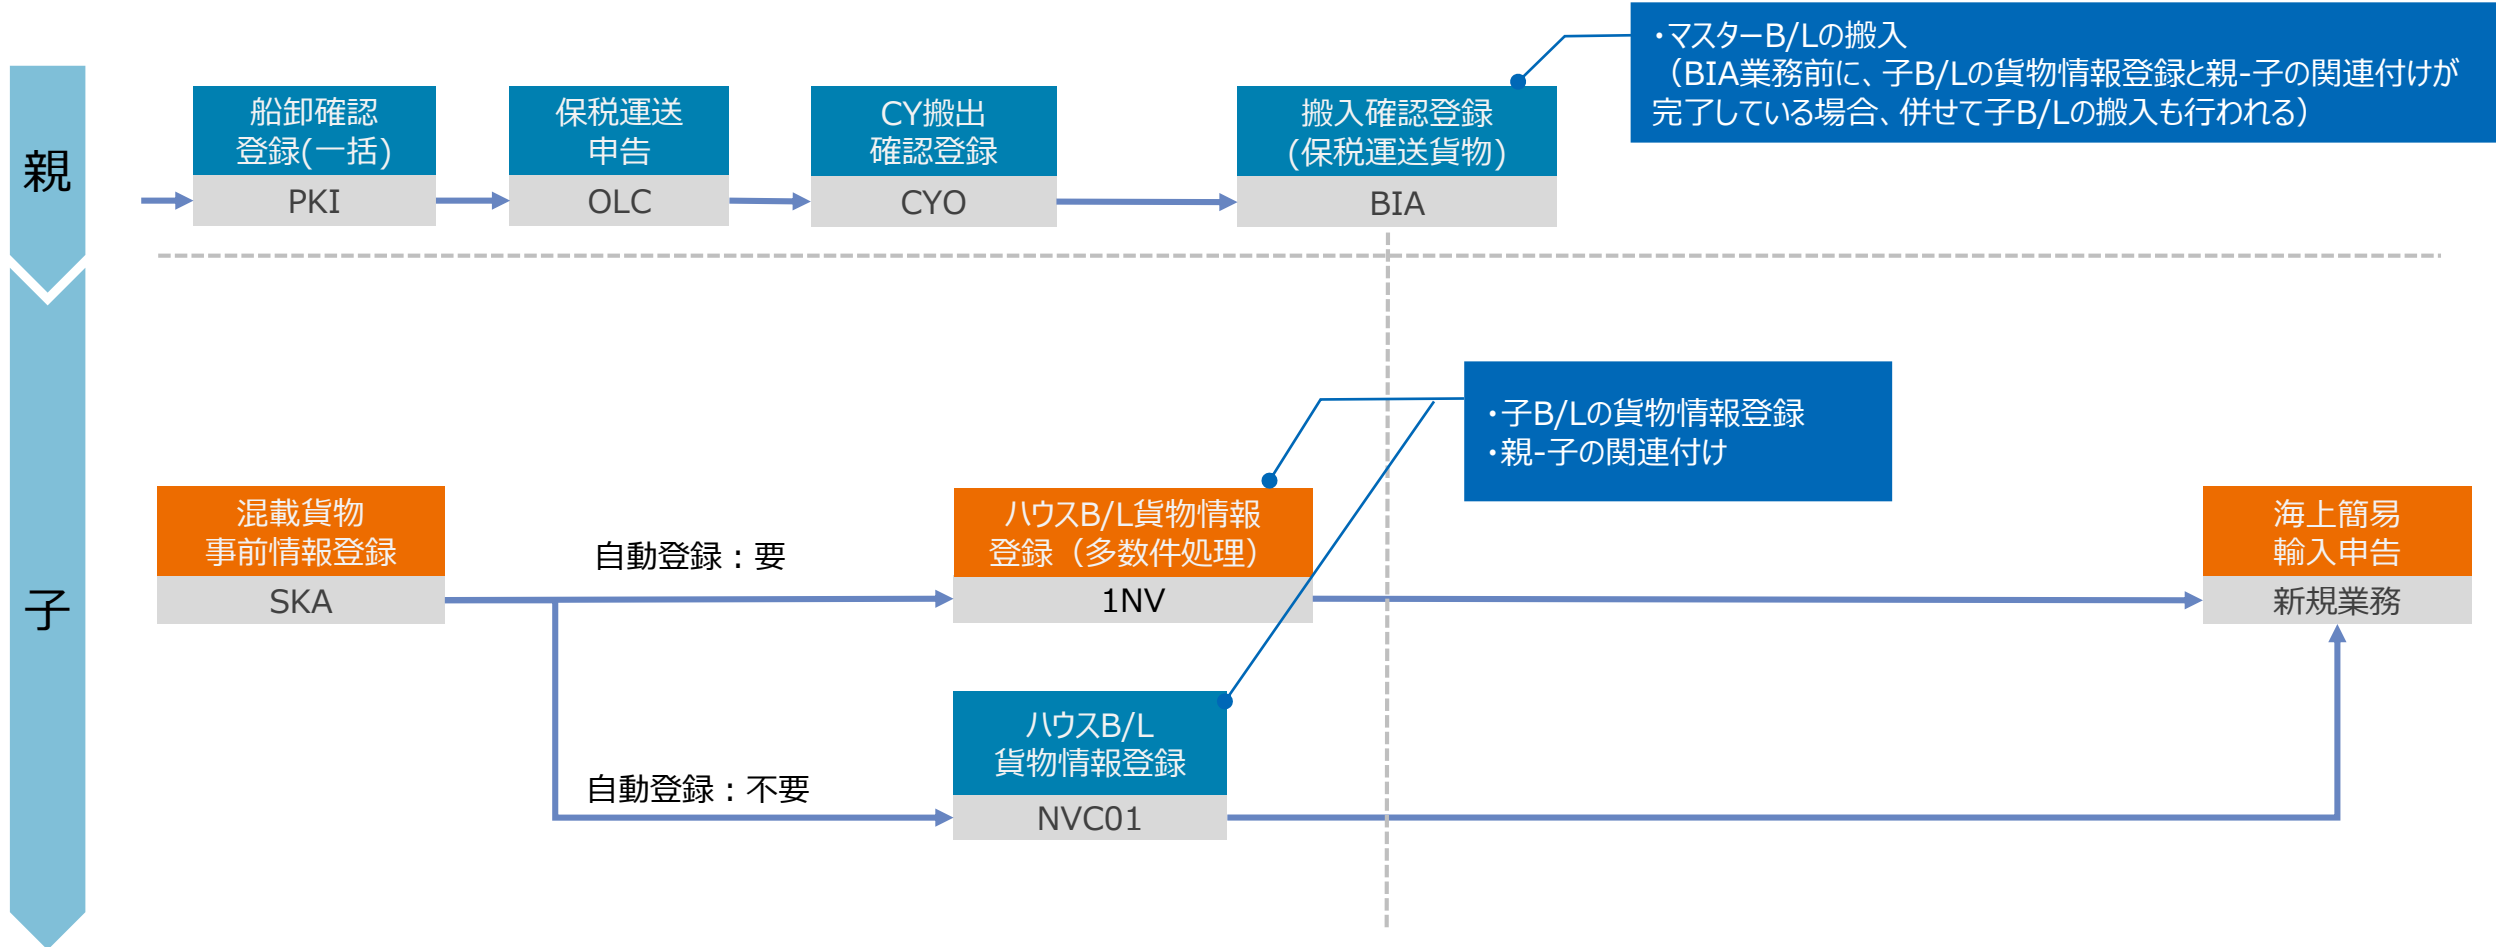 ・マスターB/Lの搬入
（BIA業務前に、子B/Lの貨物情報登録と親-子の関連付けが
完了している場合、併せて子B/Lの搬入も行われる）
親
船卸確認
登録(一括)
PKI
保税運送
申告
OLC
CY搬出
確認登録
CYO
搬入確認登録
(保税運送貨物)
BIA
・子B/Lの貨物情報登録
・親-子の関連付け
子
混載貨物
事前情報登録
SKA
自動登録：要
ハウスB/L貨物情報
登録（多数件処理）
1NV
海上簡易
輸入申告
新規業務
自動登録：不要
ハウスB/L
貨物情報登録
NVC01